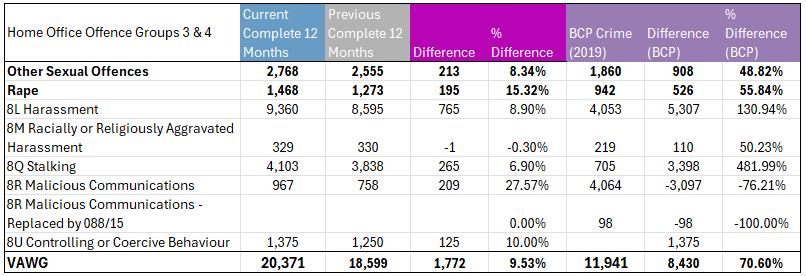 Home Office Offence Groups 3 & 4 Current Complete 12 Months Previous Complete 12 Months Difference % Difference BCP Crime (2019) Difference (BCP) % Difference (BCP)
Other Sexual Offences 2,768 2,555 213 8.34% 1,860 908 48.82%
Rape 1,468 1,273 195 15.32% 942 526 55.84%
8L Harassment 9,360 8,595 765 8.90% 4,053 5,307 130.94%
8M Racially or Religiously Aggravated
Harassment 329 330 -1 -0.30% 219 110 50.23%
8Q Stalking 4,103 3,838 265 6.90% 705 3,398 481.99%
8R Malicious Communications 967 758 209 27.57% 4,064 -3,097 -76.21%
8R Malicious Communications -
Replaced by 088/15 0.00% 98 -98 -100.00%
8U Controlling or Coercive Behaviour 1,375 1,250 125 10.00% 1,375
VAWG 20,371 18,599 1,772 9.53% 11,941 8,430 70.60%